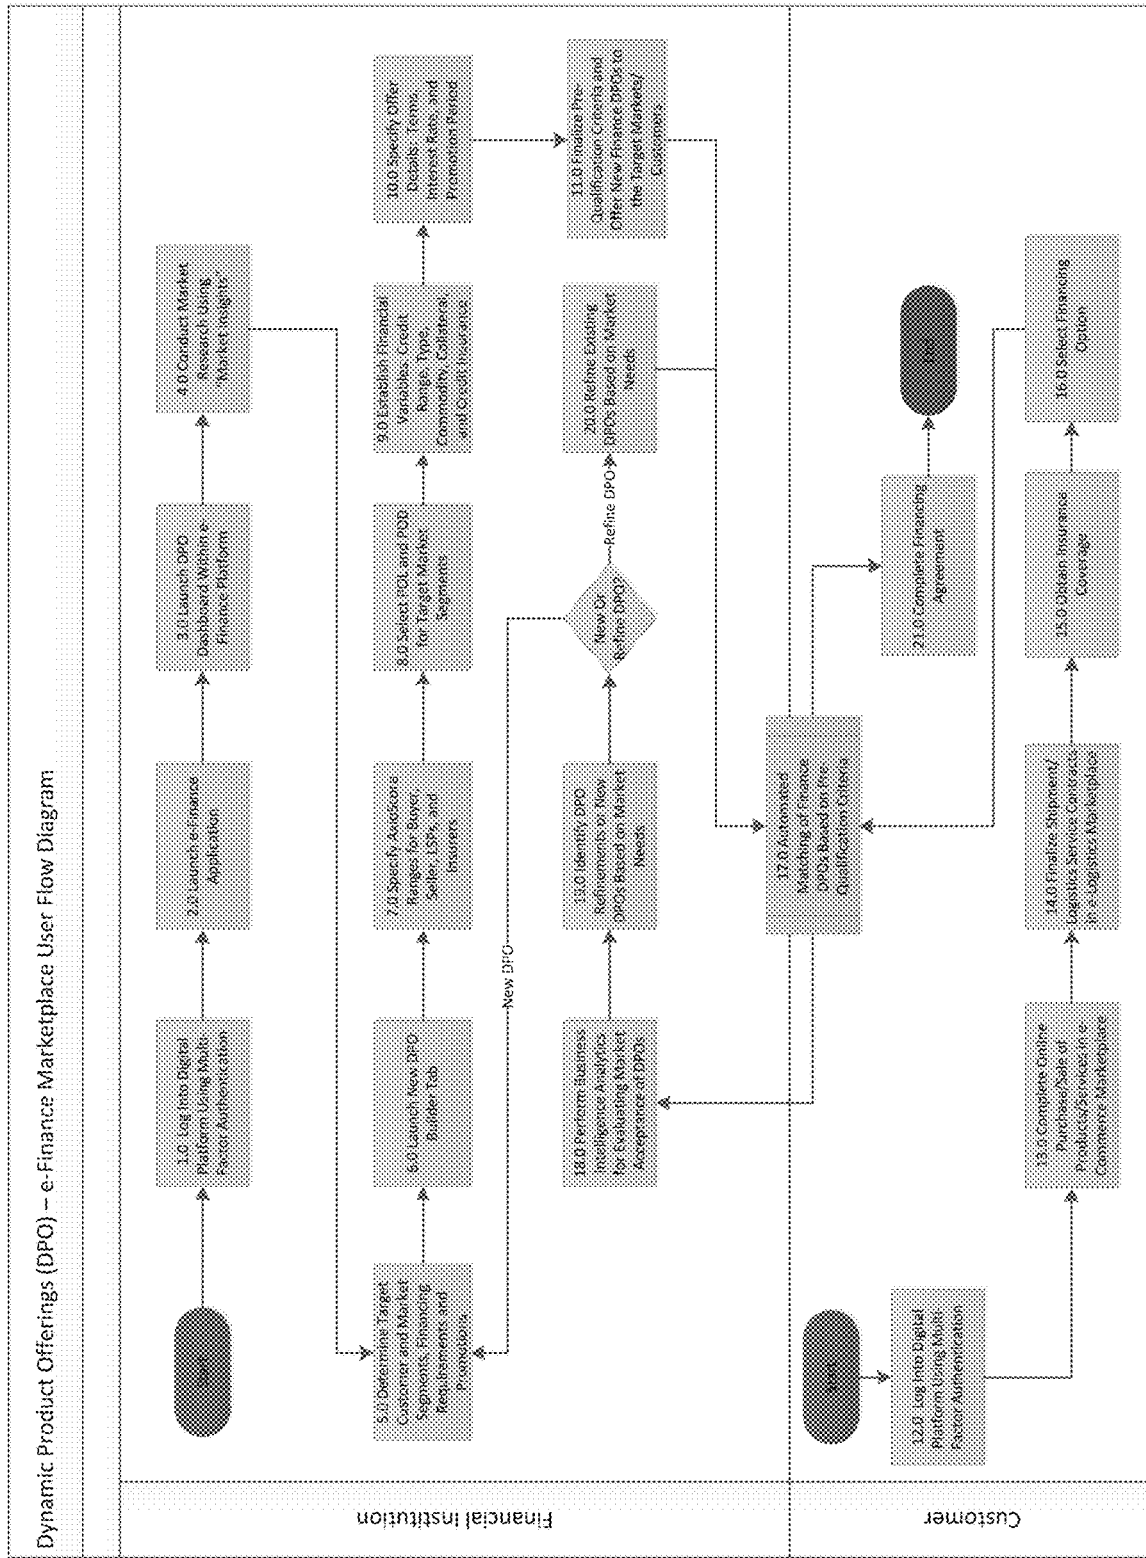 Dynamic Product Offerings (DPO) – e-Finance Marketplace User Flow Diagram
Financial Institution
Start
1.0 Log Into Digital
Platform Using Multi-
Factor Authentication
2.0 Launch e-Finance
Application
3.0 Launch DPO
Dashboard Within e-
Finance Platform
4.0 Conduct Market
Research Using
"Market Insights"
5.0 Determine Target
Customer and Market
Segments, Financing
Requirements and
Promotions
6.0 Launch New DPO
Builder Tab
7.0 Specify
Ranges for Buyer,
Seller, LSPs, and
Insurers
8.0 Select POL and POD
for Target Market
Segments
9.0 Establish Financial
Variables, Credit
Range, Type,
Commodity, Collateral,
and Credit Insurance
10.0 Specify Offer
Details, Terms,
Interest Rate, and
Promotion Period
11.0 Finalize Pre-
Qualification Criteria and
Offer New Finance DPOs to
the Target Markets/
Customers
18.0 Perform Business
Intelligence Analytics
for Evaluating Market
Acceptance of DPOs
19.0 Identify DPO
Refinements or New
DPOs Based on Market
Needs
New Or
Refine DPO?
New DPO
Refine DPO
20.0 Refine Existing
DPOs Based on Market
Needs
17.0 Automated
Matching of Finance
DPOs Based on Pre-
Qualification Criteria
Customer
Start
12.0 Log Into Digital
Platform Using Multi-
Factor Authentication
13.0 Complete Online
Purchase/Sale of
Products/Services in e-
Commerce Marketplace
14.0 Finalize Shipment/
Logistics Service Contracts
in e-Logistics Marketplace
15.0 Obtain Insurance
Coverage
16.0 Select Financing
Option
21.0 Complete Financing
Agreement
End